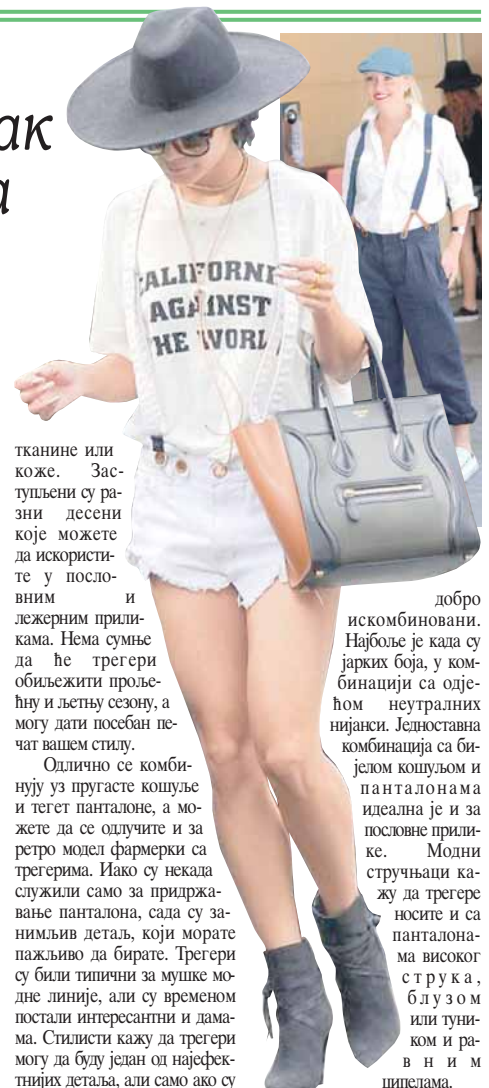 ак
а
CALIFORNI
AGAINST
THE WORL
тканине или
коже. Зас-
тупљени су ра-
зни десени
које можете
да искористи-
те у посло-
вним и
лежерним прили-
кама. Нема сумње
да ће трегери
обиљежити проље-
ћну и љетну сезону, а
могу дати посебан пе-
чат вашем стилу.
Одлично се комби-
нују уз пругасте кошуље
и тегет панталоне, а мо-
жете да се одлучите и за
ретро модел фармерки са
трегерима. Иако су некада
служили само за придржа-
вање панталона, сада су за-
нимљив детаљ, који морате
пажљиво да бирате. Трегери
су били типични за мушке мо-
дне линије, али су временом
постали интересантни и дама-
ма. Стилисти кажу да трегери
могу да буду један од најефек-
тнијих детаља, али само ако су
добро
искомбиновани.
Најбоље је када су
јарких боја, у ком-
бинацији са одје-
ћом неутралних
нијанси. Једноставна
комбинација са би-
јелом кошуљом и
панталонама
идеална је и за
пословне прили-
ке. Модни
стручњаци ка-
жу да трегере
носите и са
панталона-
ма високог
струка,
блузом
или туни-
ком и ра-
вним
ципелама.